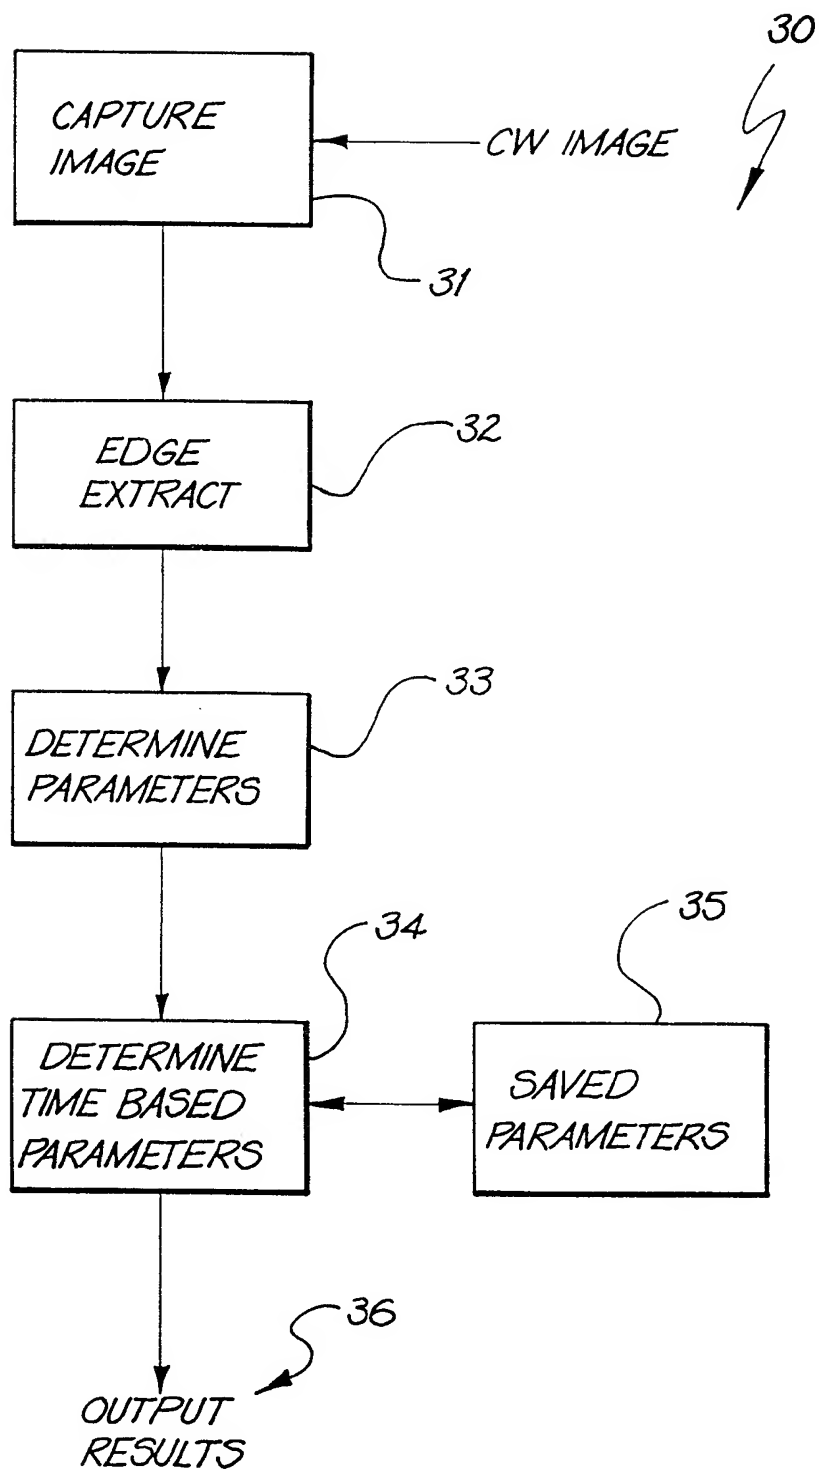 30
CAPTURE
IMAGE
CW IMAGE
31
EDGE
EXTRACT
32
DETERMINE
PARAMETERS
33
34
35
DETERMINE
TIME BASED
PARAMETERS
SAVED
PARAMETERS
36
OUTPUT
RESULTS